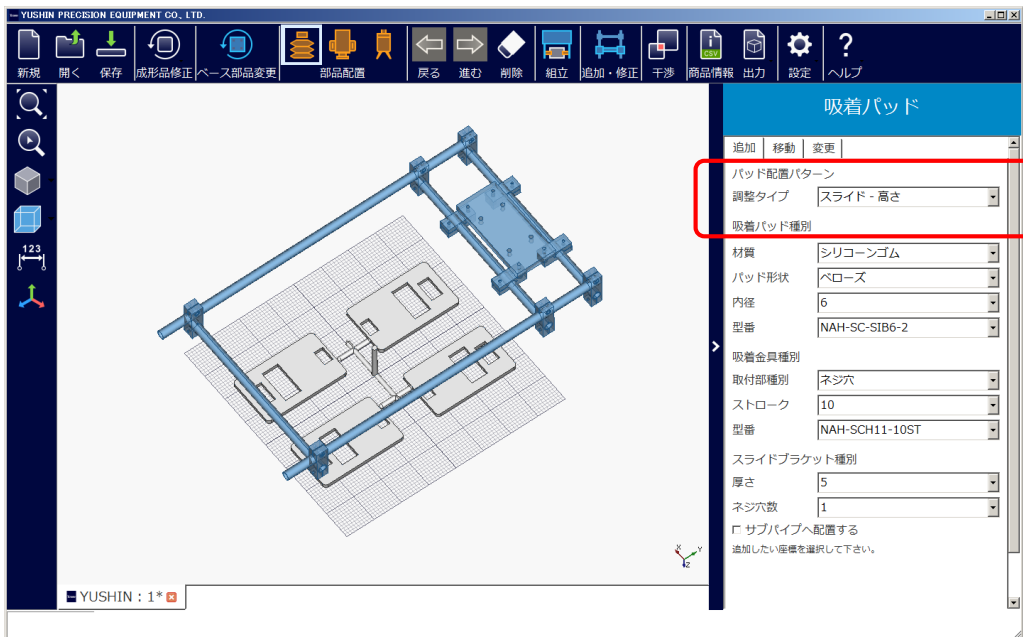 YUSHIN PRECISION EQUIPMENT CO., LTD.
新規 開く 保存 成形品修正 ベース部品変更 部品配置 戻る 進む 削除 組立 追加・修正 干渉 商品情報 出力 設定 ヘルプ
CSV
123
吸着パッド
追加 移動 変更
パッド配置パターン
調整タイプ スライド - 高さ
吸着パッド種別
材質 シリコーンゴム
パッド形状 ベローズ
内径 6
型番 NAH-SC-SIB6-2
吸着金具種別
取付部種別 ネジ穴
ストローク 10
型番 NAH-SCH11-10ST
スライドブラケット種別
厚さ 5
ネジ穴数 1
サブパイプへ配置する
追加したい座標を選択して下さい。
X Y Z
YUSHIN : 1*